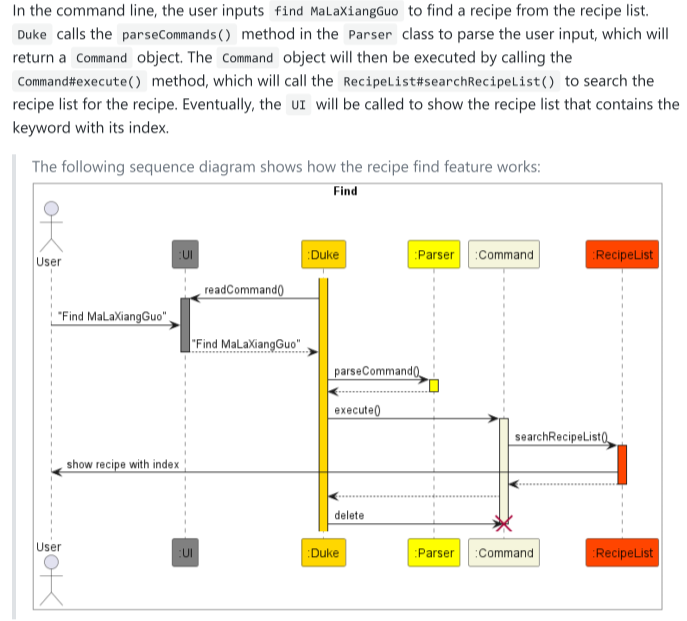 In the command line, the user inputs find MaLaXiangGuo to find a recipe from the recipe list.
Duke calls the parseCommands() method in the Parser class to parse the user input, which will
return a Command object. The Command object will then be executed by calling the
Command#execute() method, which will call the RecipeList#searchRecipeList() to search the
recipe list for the recipe. Eventually, the UI will be called to show the recipe list that contains the
keyword with its index.
The following sequence diagram shows how the recipe find feature works:
Find
User
:UI
:Duke
:Parser
:Command
:RecipeList
readCommand()
"Find MaLaXiangGuo"
"Find MaLaXiangGuo"
parseCommand()
execute()
searchRecipeList()
show recipe with index
delete
User
:UI
:Duke
:Parser
:Command
:RecipeList